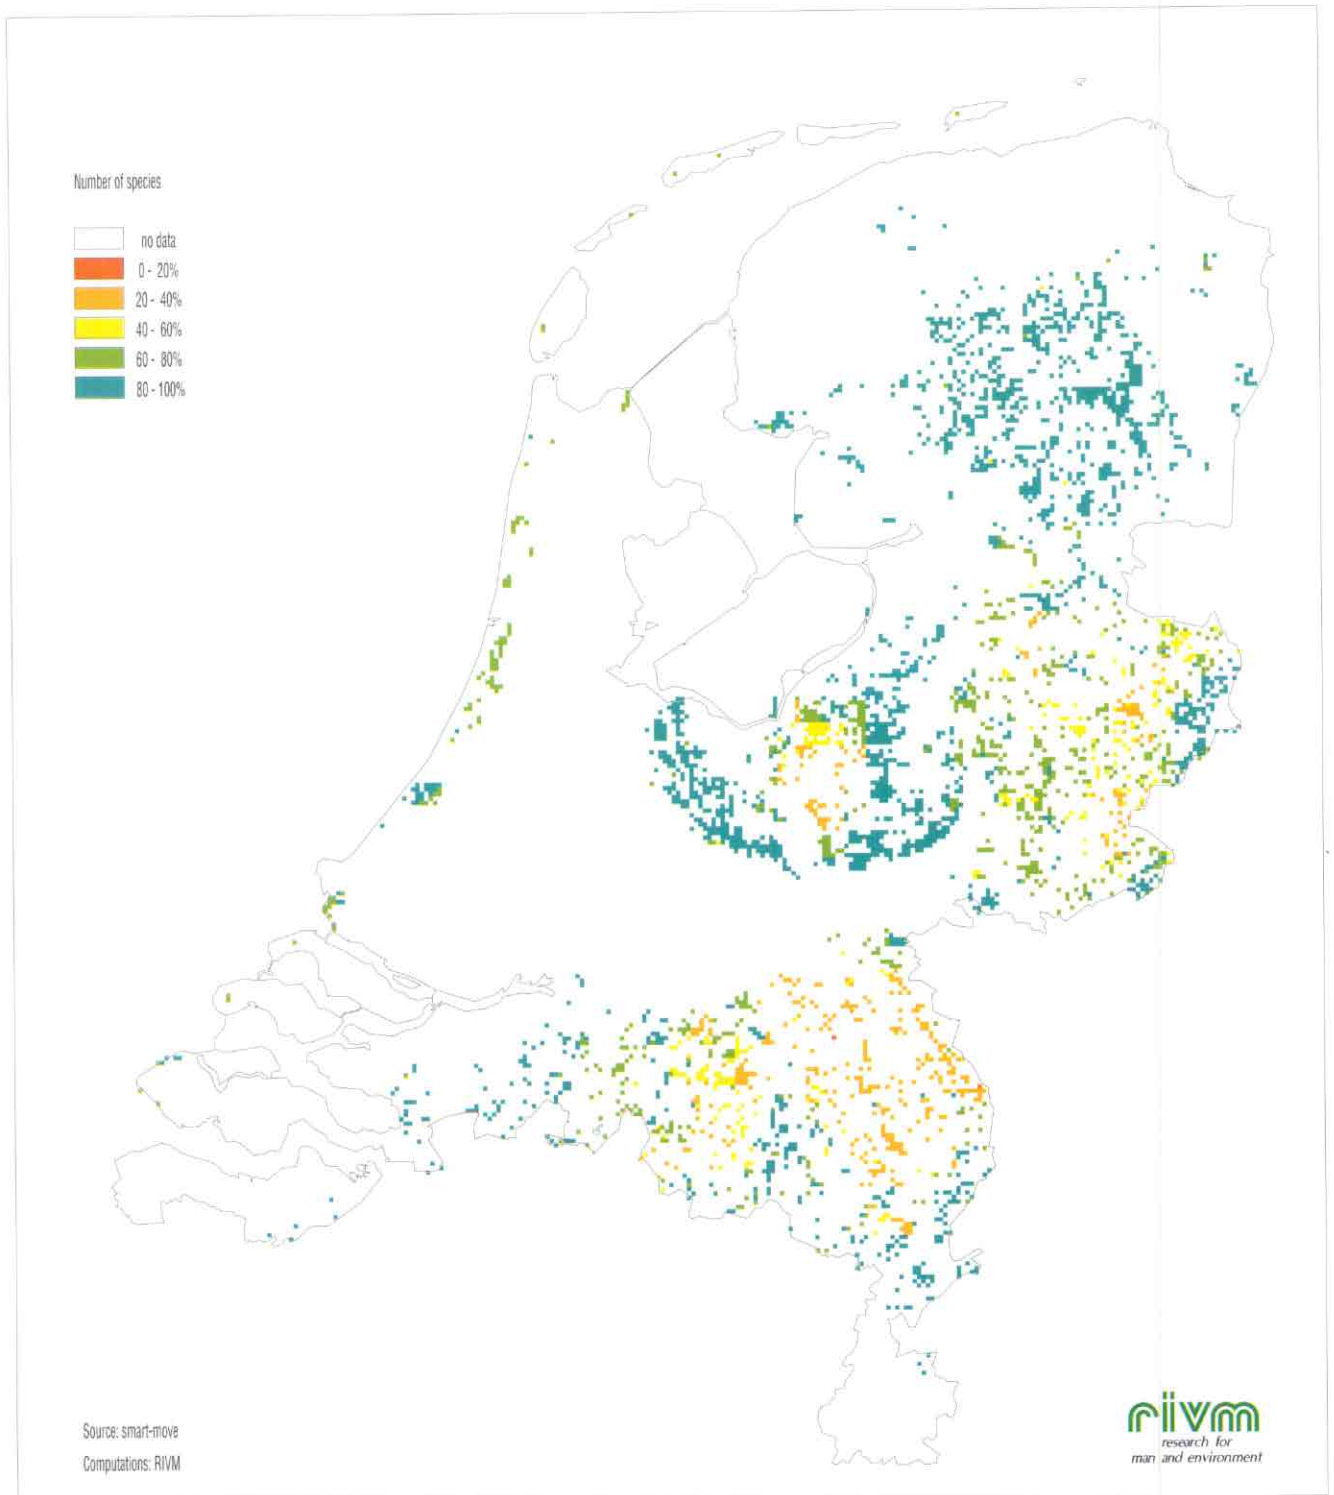 Number of species
no data
0 - 20%
20 - 40%
40 - 60%
60 - 80%
80 - 100%
Source: smart-move
Computations: RIVM
riivm
research for
man and environment